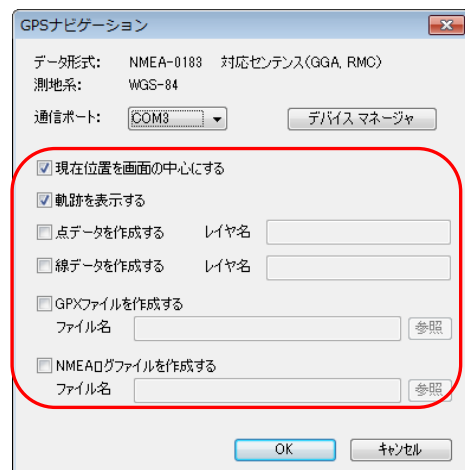 GPSナビゲーション
データ形式: NMEA-0183 対応センテンス(GGA, RMC)
測地系: WGS-84
通信ポート: COM3 デバイス マネージャ
現在位置を画面の中心にする
軌跡を表示する
点データを作成する レイヤ名
線データを作成する レイヤ名
GPXファイルを作成する
ファイル名 参照
NMEAログファイルを作成する
ファイル名 参照
OK キャンセル